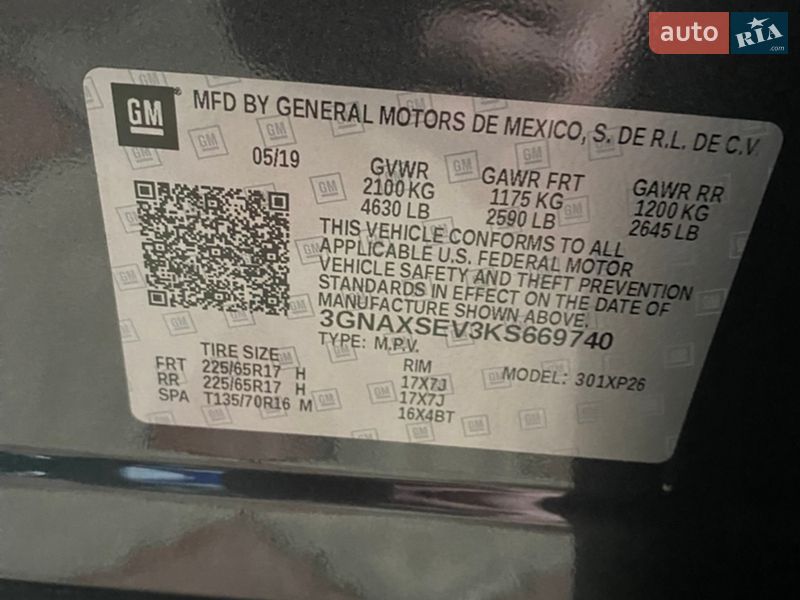 auto RIA .com
GM
MFD BY GENERAL MOTORS DE MEXICO, S. DE R.L. DE C.V.
05/19
GVWR
2100 KG
4630 LB
GAWR FRT
1175 KG
2590 LB
GAWR RR
1200 KG
2645 LB
THIS VEHICLE CONFORMS TO ALL
APPLICABLE U.S. FEDERAL MOTOR
VEHICLE SAFETY AND THEFT PREVENTION
STANDARDS IN EFFECT ON THE DATE OF
MANUFACTURE SHOWN ABOVE.
3GNAXSEV3KS669740
TYPE: M.P.V.
MODEL: 301XP26
TIRE SIZE
RIM
FRT 225/65R17 H 17X7J
RR 225/65R17 H 17X7J
SPA T135/70R16 M 16X4BT